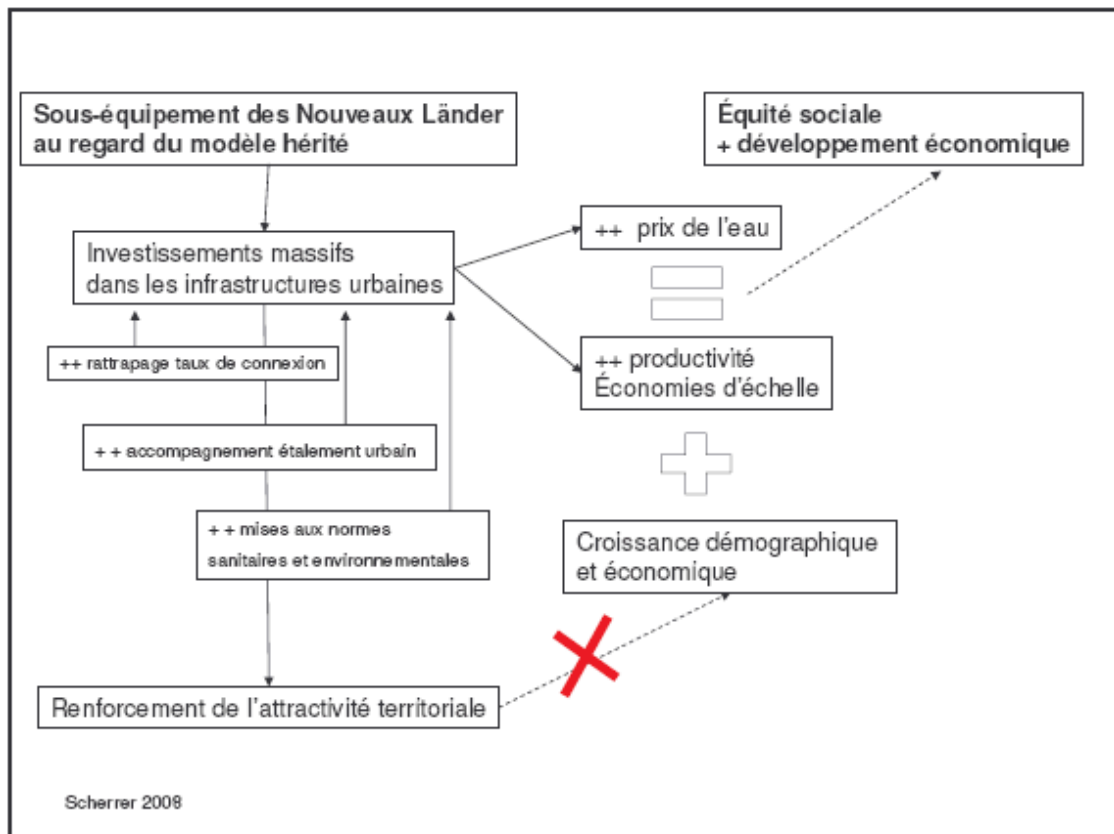 Sous-équipement des Nouveaux Länder
au regard du modèle hérité
Équité sociale
+ développement économique
Investissements massifs
dans les infrastructures urbaines
++ prix de l'eau
++ rattrapage taux de connexion
++ productivité
Économies d'échelle
+ + accompagnement étalement urbain
+ + mises aux normes
sanitaires et environnementales
Croissance démographique
et économique
Renforcement de l'attractivité territoriale
Scherrer 2008